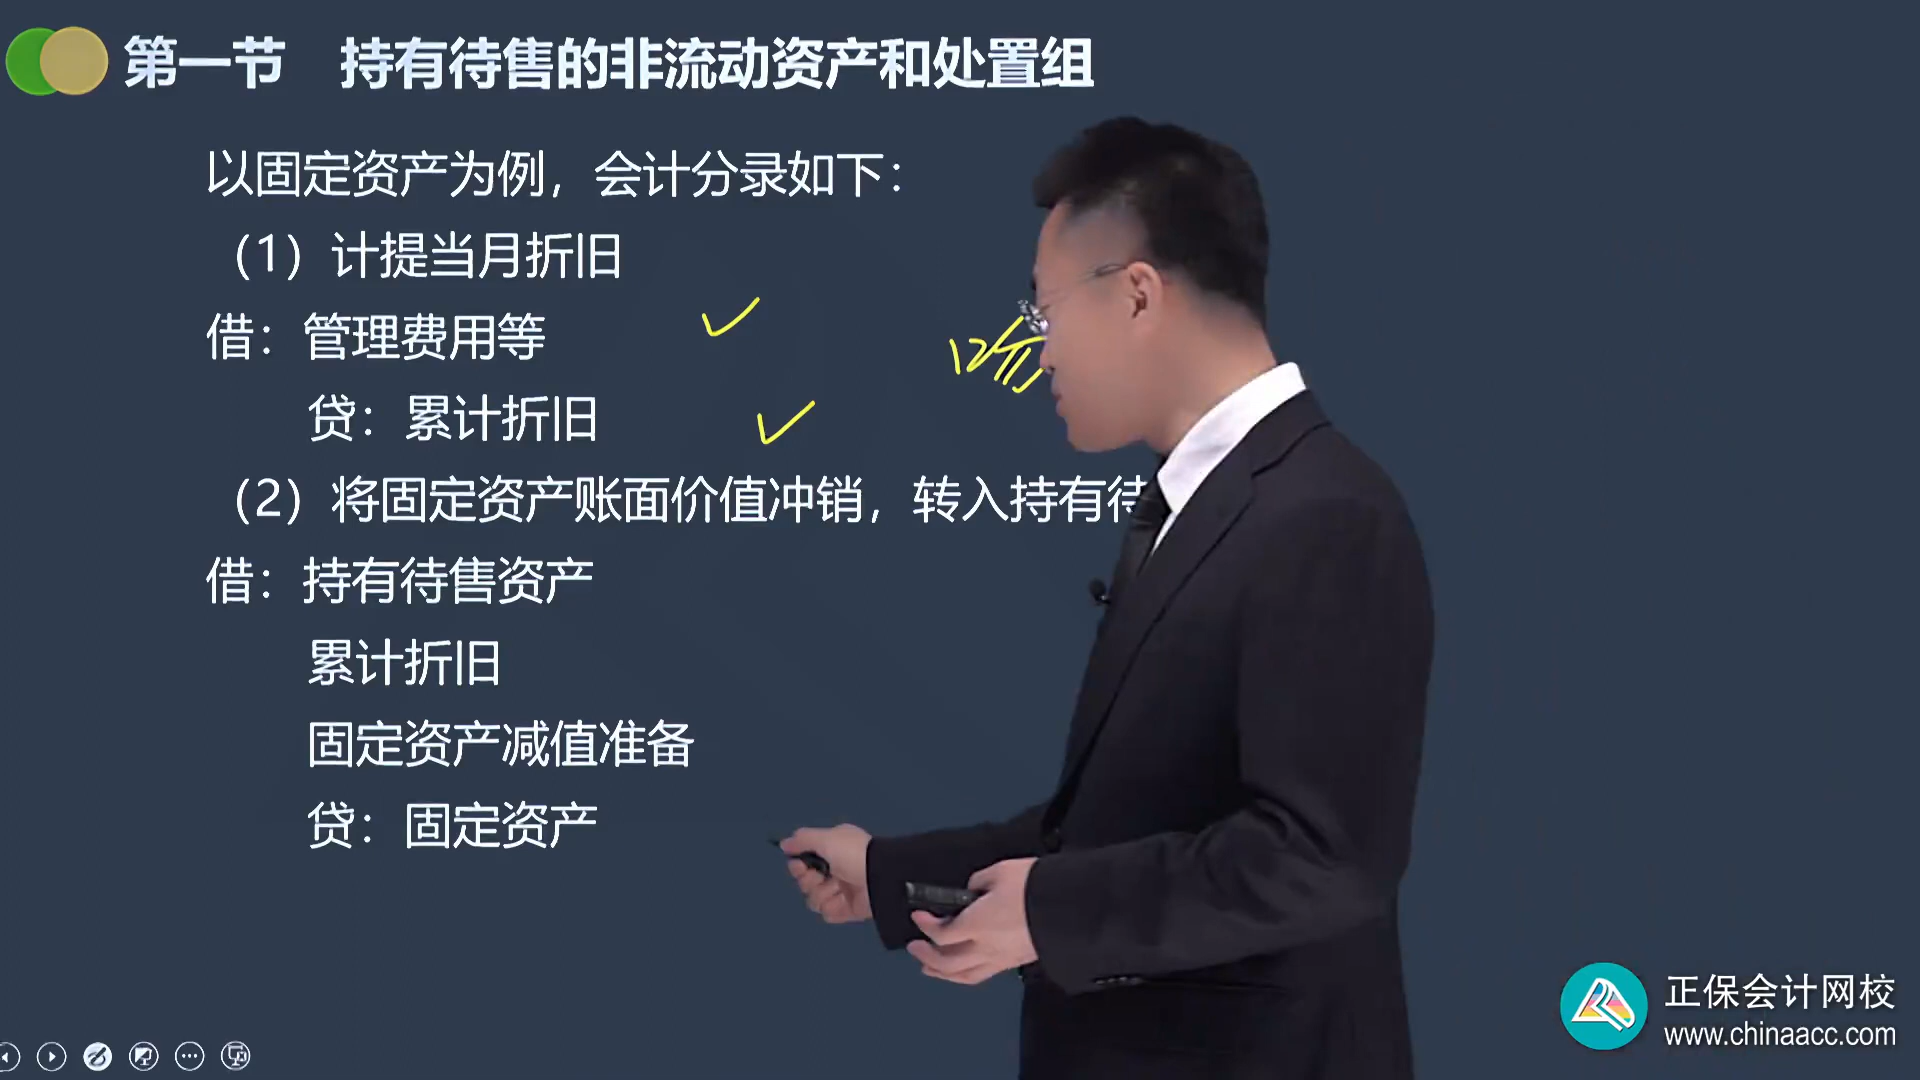 第一节 持有待售的非流动资产和处置组
以固定资产为例，会计分录如下：
（1）计提当月折旧
借：管理费用等
贷：累计折旧
（2）将固定资产账面价值冲销，转入持有待
借：持有待售资产
累计折旧
固定资产减值准备
贷：固定资产
正保会计网校
www.chinaacc.com